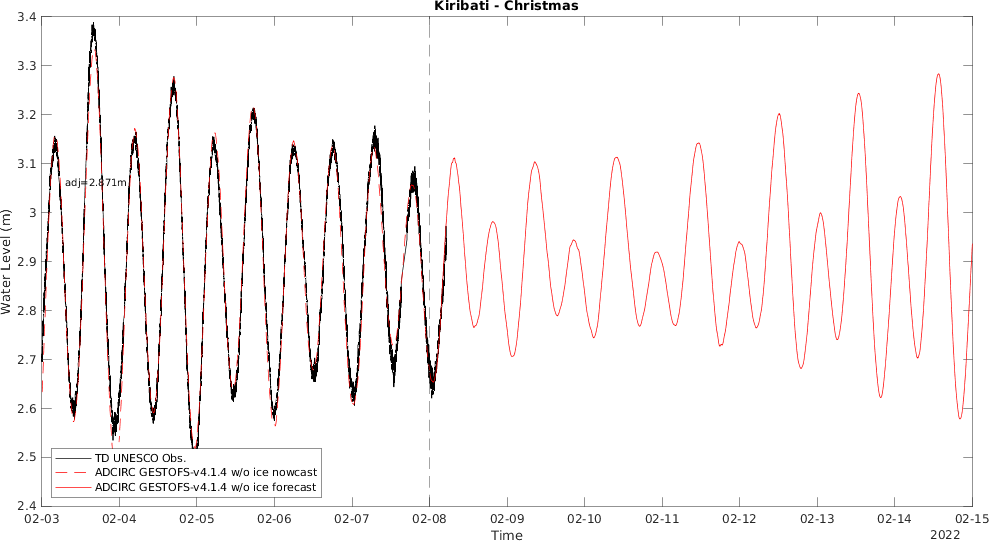 Kiribati - Christmas
3.4
3.3
3.2
3.1
3
2.9
2.8
2.7
2.6
2.5
2.4
Water Level (m)
adj=2.871m
TD UNESCO Obs.
ADCIRC GESTOFS-v4.1.4 w/o ice nowcast
ADCIRC GESTOFS-v4.1.4 w/o ice forecast
02-03 02-04 02-05 02-06 02-07 02-08 02-09 02-10 02-11 02-12 02-13 02-14 02-15
Time
2022